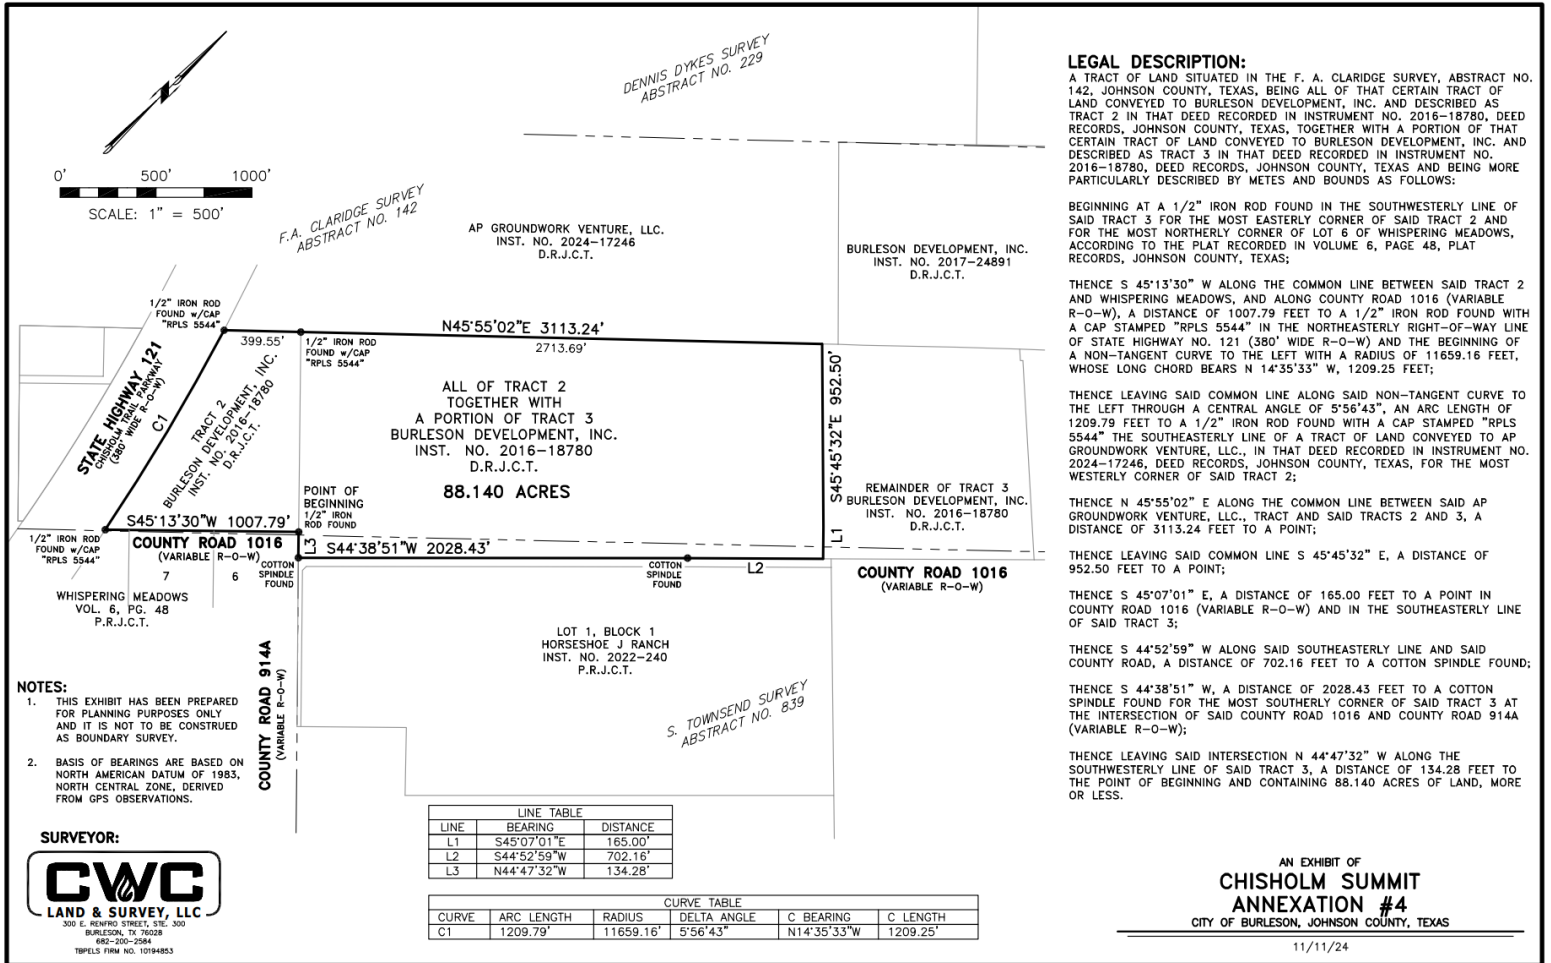 DENNIS DYKES SURVEY
ABSTRACT NO. 229
0' 500' 1000'
SCALE: 1" = 500'
F.A. CLARIDGE SURVEY
ABSTRACT NO. 142
AP GROUNDWORK VENTURE, LLC.
INST. NO. 2024-17246
D.R.J.C.T.
BURLESON DEVELOPMENT, INC.
INST. NO. 2017-24891
D.R.J.C.T.
1/2" IRON ROD
FOUND w/CAP
"RPLS 5544"
N45°55'02"E 3113.24'
399.55'
2713.69'
1/2" IRON ROD
FOUND w/CAP
"RPLS 5544"
STATE HIGHWAY 121
CHISHOLM TRAIL PARKWAY
(380' WIDE R-O-W)
C1
TRACT 2
BURLESON DEVELOPMENT, INC.
INST. NO. 2016-18780
D.R.J.C.T.
ALL OF TRACT 2
TOGETHER WITH
A PORTION OF TRACT 3
BURLESON DEVELOPMENT, INC.
INST. NO. 2016-18780
D.R.J.C.T.
88.140 ACRES
S45°45'32"E 952.50'
L1
REMAINDER OF TRACT 3
BURLESON DEVELOPMENT, INC.
INST. NO. 2016-18780
D.R.J.C.T.
POINT OF
BEGINNING
1/2" IRON
ROD FOUND
S45°13'30"W 1007.79'
1/2" IRON ROD
FOUND w/CAP
"RPLS 5544"
COUNTY ROAD 1016
(VARIABLE R-O-W)
L3
S44°38'51"W 2028.43'
COTTON
SPINDLE
FOUND
COTTON
SPINDLE
FOUND
L2
COUNTY ROAD 1016
(VARIABLE R-O-W)
7 6
WHISPERING MEADOWS
VOL. 6, PG. 48
P.R.J.C.T.
LOT 1, BLOCK 1
HORSESHOE J RANCH
INST. NO. 2022-240
P.R.J.C.T.
COUNTY ROAD 914A
(VARIABLE R-O-W)
S. TOWNSEND SURVEY
ABSTRACT NO. 839
NOTES:
1. THIS EXHIBIT HAS BEEN PREPARED
FOR PLANNING PURPOSES ONLY
AND IT IS NOT TO BE CONSTRUED
AS BOUNDARY SURVEY.
2. BASIS OF BEARINGS ARE BASED ON
NORTH AMERICAN DATUM OF 1983,
NORTH CENTRAL ZONE, DERIVED
FROM GPS OBSERVATIONS.
SURVEYOR:
CWC
LAND & SURVEY, LLC
300 E. RENFRO STREET, STE. 300
BURLESON, TX 76028
682-200-2584
TBPELS FIRM NO. 10194853
LINE TABLE
LINE BEARING DISTANCE
L1 S45°07'01"E 165.00'
L2 S44°52'59"W 702.16'
L3 N44°47'32"W 134.28'
CURVE TABLE
CURVE ARC LENGTH RADIUS DELTA ANGLE C BEARING C LENGTH
C1 1209.79' 11659.16' 5°56'43" N14°35'33"W 1209.25'
LEGAL DESCRIPTION:
A TRACT OF LAND SITUATED IN THE F. A. CLARIDGE SURVEY, ABSTRACT NO.
142, JOHNSON COUNTY, TEXAS, BEING ALL OF THAT CERTAIN TRACT OF
LAND CONVEYED TO BURLESON DEVELOPMENT, INC. AND DESCRIBED AS
TRACT 2 IN THAT DEED RECORDED IN INSTRUMENT NO. 2016-18780, DEED
RECORDS, JOHNSON COUNTY, TEXAS, TOGETHER WITH A PORTION OF THAT
CERTAIN TRACT OF LAND CONVEYED TO BURLESON DEVELOPMENT, INC. AND
DESCRIBED AS TRACT 3 IN THAT DEED RECORDED IN INSTRUMENT NO.
2016-18780, DEED RECORDS, JOHNSON COUNTY, TEXAS AND BEING MORE
PARTICULARLY DESCRIBED BY METES AND BOUNDS AS FOLLOWS:
BEGINNING AT A 1/2" IRON ROD FOUND IN THE SOUTHWESTERLY LINE OF
SAID TRACT 3 FOR THE MOST EASTERLY CORNER OF SAID TRACT 2 AND
FOR THE MOST NORTHERLY CORNER OF LOT 6 OF WHISPERING MEADOWS,
ACCORDING TO THE PLAT RECORDED IN VOLUME 6, PAGE 48, PLAT
RECORDS, JOHNSON COUNTY, TEXAS;
THENCE S 45°13'30" W ALONG THE COMMON LINE BETWEEN SAID TRACT 2
AND WHISPERING MEADOWS, AND ALONG COUNTY ROAD 1016 (VARIABLE
R-O-W), A DISTANCE OF 1007.79 FEET TO A 1/2" IRON ROD FOUND WITH
A CAP STAMPED "RPLS 5544" IN THE NORTHEASTERLY RIGHT-OF-WAY LINE
OF STATE HIGHWAY NO. 121 (380' WIDE R-O-W) AND THE BEGINNING OF
A NON-TANGENT CURVE TO THE LEFT WITH A RADIUS OF 11659.16 FEET,
WHOSE LONG CHORD BEARS N 14°35'33" W, 1209.25 FEET;
THENCE LEAVING SAID COMMON LINE ALONG SAID NON-TANGENT CURVE TO
THE LEFT THROUGH A CENTRAL ANGLE OF 5°56'43", AN ARC LENGTH OF
1209.79 FEET TO A 1/2" IRON ROD FOUND WITH A CAP STAMPED "RPLS
5544" THE SOUTHEASTERLY LINE OF A TRACT OF LAND CONVEYED TO AP
GROUNDWORK VENTURE, LLC., IN THAT DEED RECORDED IN INSTRUMENT NO.
2024-17246, DEED RECORDS, JOHNSON COUNTY, TEXAS, FOR THE MOST
WESTERLY CORNER OF SAID TRACT 2;
THENCE N 45°55'02" E ALONG THE COMMON LINE BETWEEN SAID AP
GROUNDWORK VENTURE, LLC., TRACT AND SAID TRACTS 2 AND 3, A
DISTANCE OF 3113.24 FEET TO A POINT;
THENCE LEAVING SAID COMMON LINE S 45°45'32" E, A DISTANCE OF
952.50 FEET TO A POINT;
THENCE S 45°07'01" E, A DISTANCE OF 165.00 FEET TO A POINT IN
COUNTY ROAD 1016 (VARIABLE R-O-W) AND IN THE SOUTHEASTERLY LINE
OF SAID TRACT 3;
THENCE S 44°52'59" W ALONG SAID SOUTHEASTERLY LINE AND SAID
COUNTY ROAD, A DISTANCE OF 702.16 FEET TO A COTTON SPINDLE FOUND;
THENCE S 44°38'51" W, A DISTANCE OF 2028.43 FEET TO A COTTON
SPINDLE FOUND FOR THE MOST SOUTHERLY CORNER OF SAID TRACT 3 AT
THE INTERSECTION OF SAID COUNTY ROAD 1016 AND COUNTY ROAD 914A
(VARIABLE R-O-W);
THENCE LEAVING SAID INTERSECTION N 44°47'32" W ALONG THE
SOUTHWESTERLY LINE OF SAID TRACT 3, A DISTANCE OF 134.28 FEET TO
THE POINT OF BEGINNING AND CONTAINING 88.140 ACRES OF LAND, MORE
OR LESS.
AN EXHIBIT OF
CHISHOLM SUMMIT
ANNEXATION #4
CITY OF BURLESON, JOHNSON COUNTY, TEXAS
11/11/24